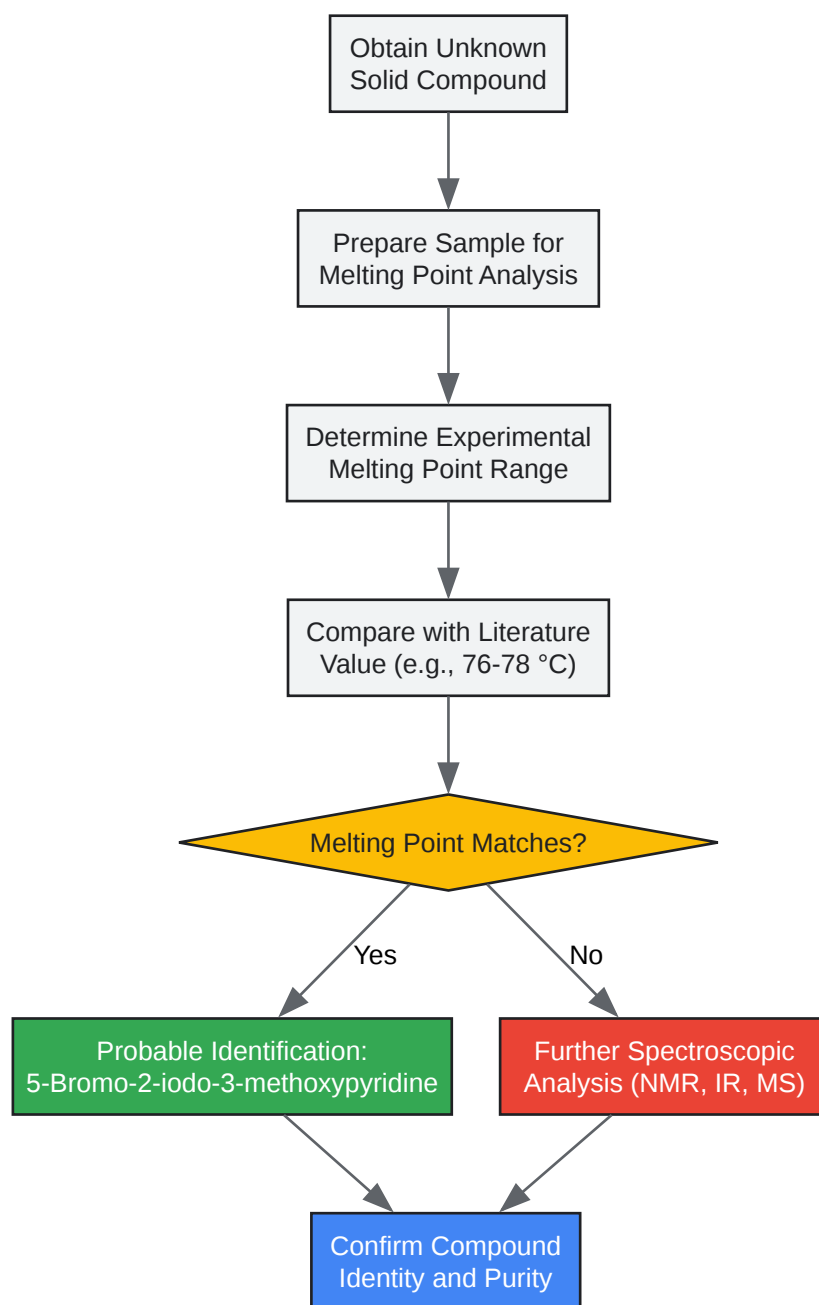 Obtain Unknown
Solid Compound
Prepare Sample for
Melting Point Analysis
Determine Experimental
Melting Point Range
Compare with Literature
Value (e.g., 76-78 °C)
Melting Point Matches?
Yes
No
Probable Identification:
5-Bromo-2-iodo-3-methoxypyridine
Further Spectroscopic
Analysis (NMR, IR, MS)
Confirm Compound
Identity and Purity